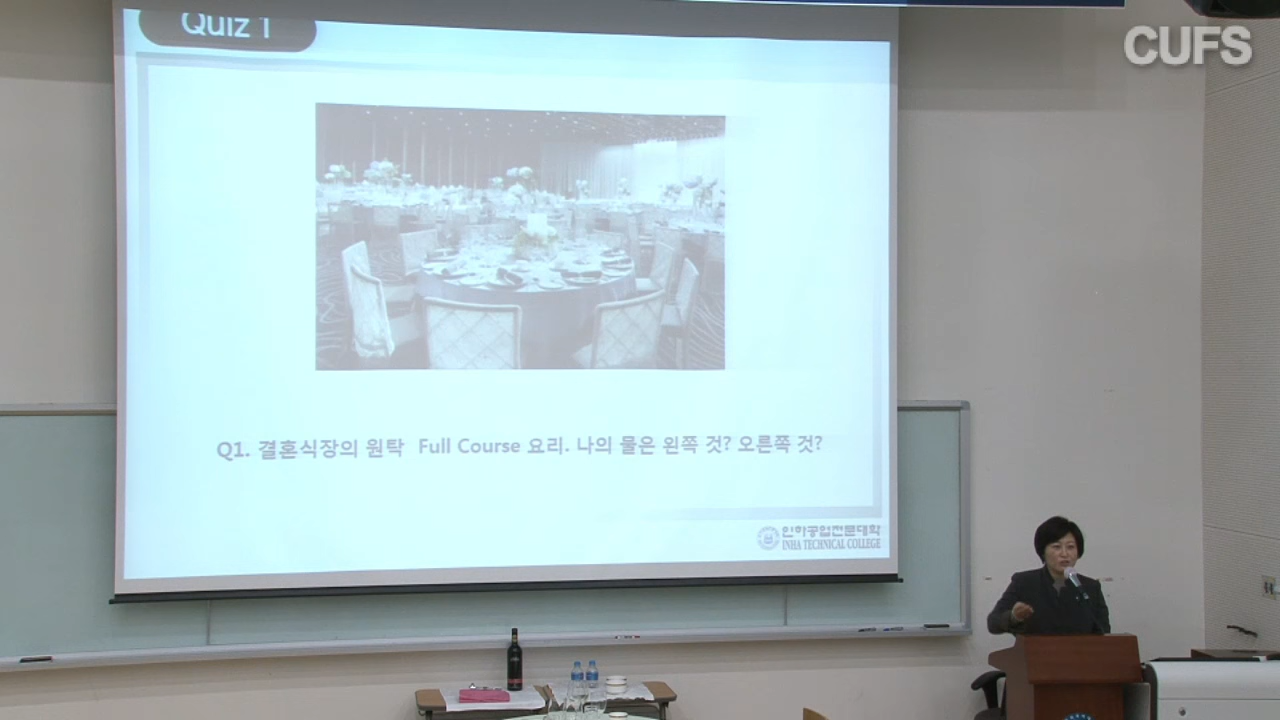 Quiz 1
CUFS
Q1. 결혼식장의 원탁 Full Course 요리. 나의 물은 왼쪽 것? 오른쪽 것?
인하공업전문대학
INHA TECHNICAL COLLEGE